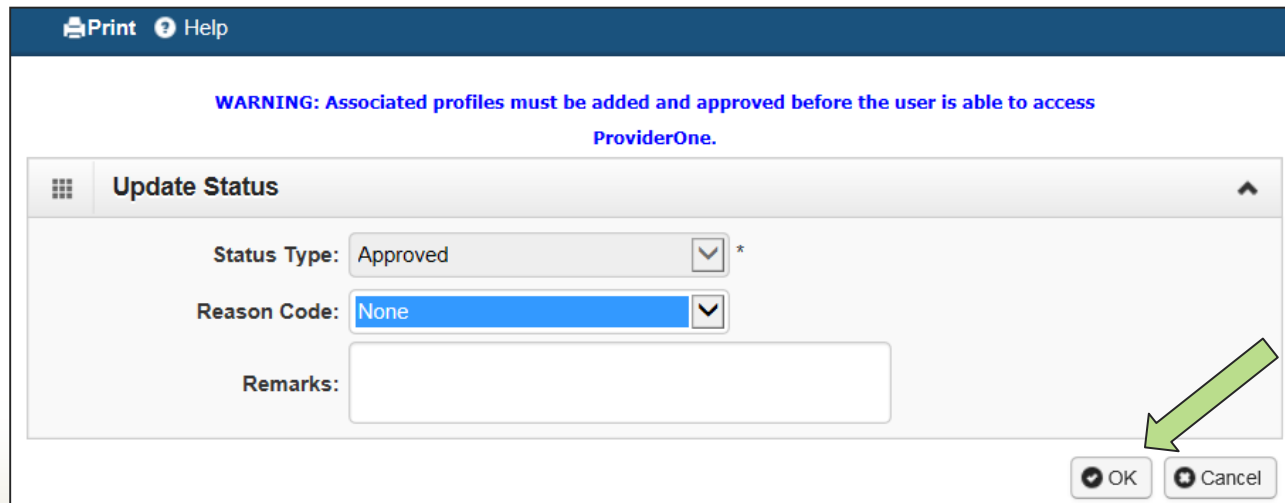 Print Help
WARNING: Associated profiles must be added and approved before the user is able to access
ProviderOne.
Update Status
Status Type: Approved *
Reason Code: None
Remarks:
OK Cancel